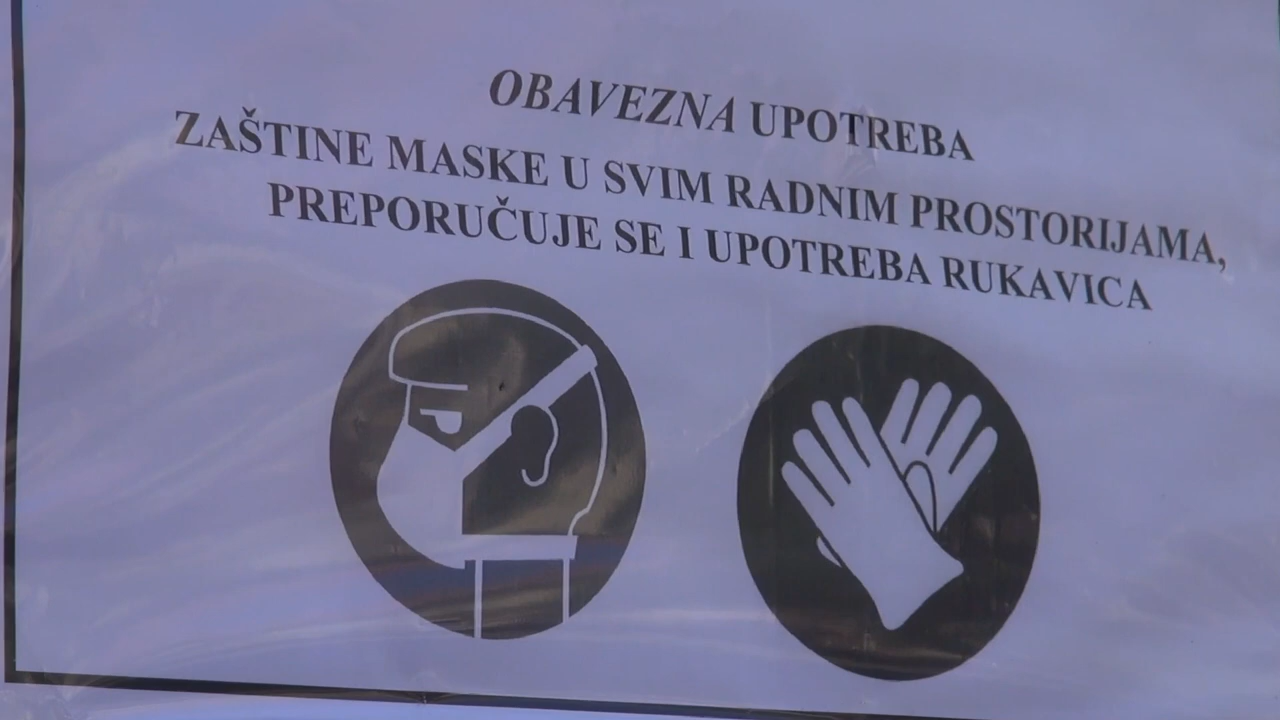 OBAVEZNA UPOTREBA
ZAŠTINE MASKE U SVIM RADNIM PROSTORIJAMA,
PREPORUČUJE SE I UPOTREBA RUKAVICA